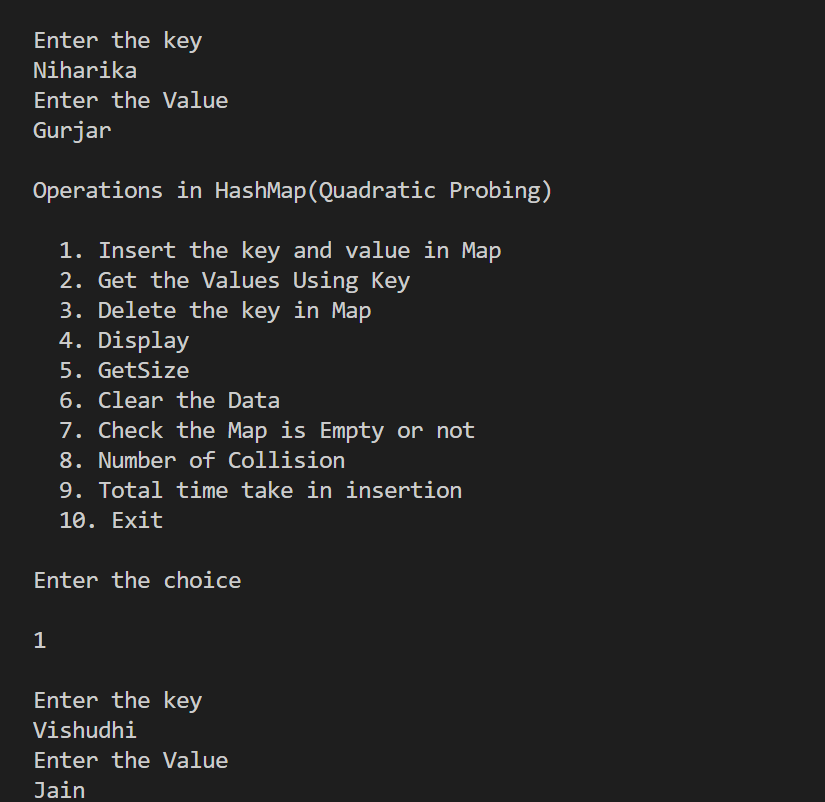 Enter the key
Niharika
Enter the Value
Gurjar
Operations in HashMap(Quadratic Probing)
1. Insert the key and value in Map
2. Get the Values Using Key
3. Delete the key in Map
4. Display
5. GetSize
6. Clear the Data
7. Check the Map is Empty or not
8. Number of Collision
9. Total time take in insertion
10. Exit
Enter the choice
1
Enter the key
Vishudhi
Enter the Value
Jain